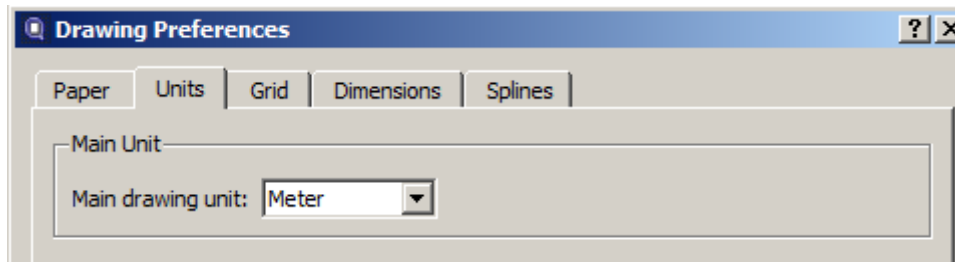 Drawing Preferences
Paper Units Grid Dimensions Splines
Main Unit
Main drawing unit: Meter